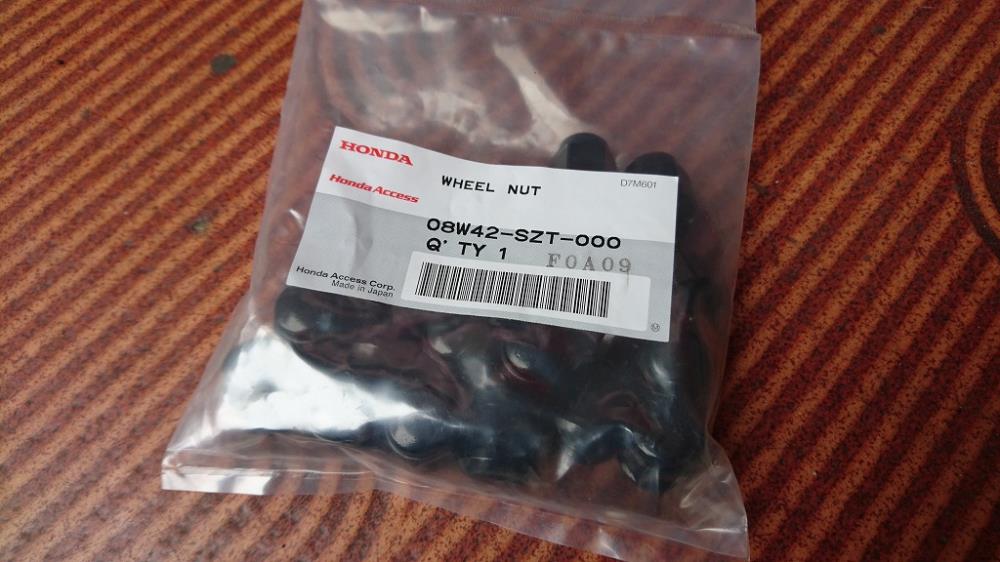 HONDA
WHEEL NUT
D7M601
Honda Access
08W42-SZT-000
Q'TY 1
F0A09
Honda Access Corp.
Made in Japan
M